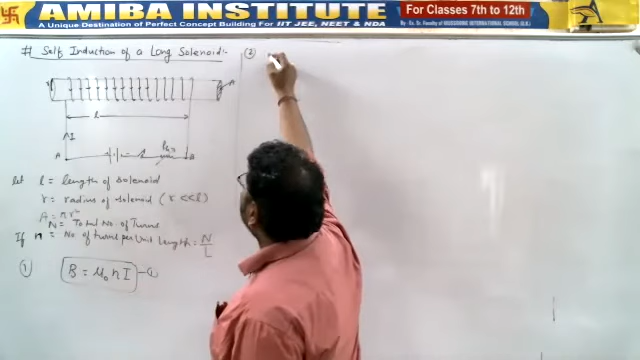 AMIBA INSTITUTE
For Classes 7th to 12th
A Unique Destination of Perfect Concept Building For IIT JEE, NEET & NDA
# Self Induction of a Long Solenoid:-
A
l
ΔI
A
B
let l = length of solenoid
r = radius of solenoid (r << l)
A = πr²
N = Total No. of Turns
If n = No of turns per Unit Length = N/L
① B = μ₀ n I -a
②